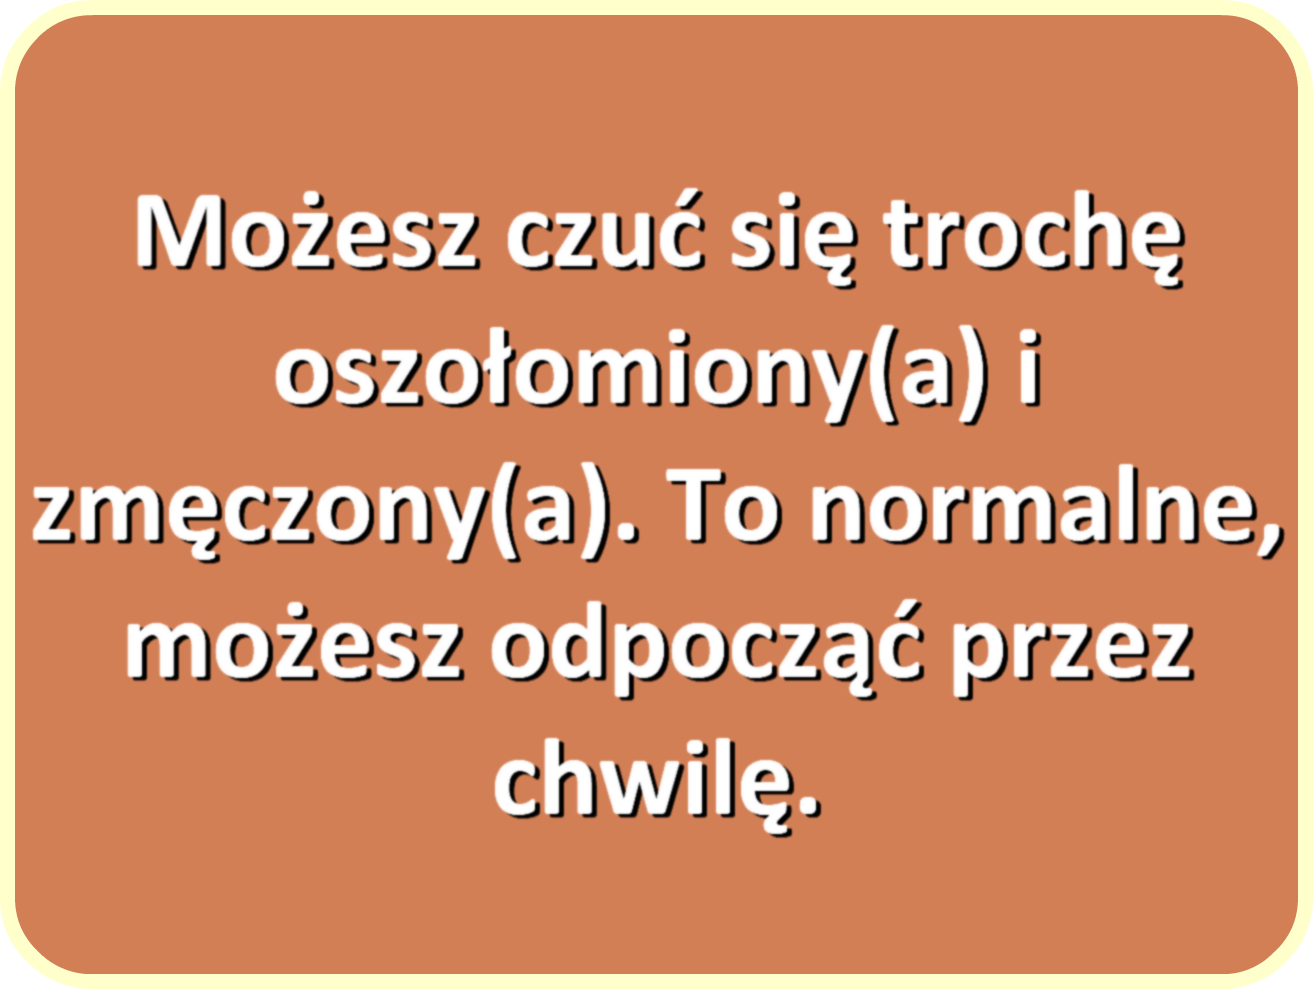 Możesz czuć się trochę
oszołomiony(a) i
zmęczony(a). To normalne,
możesz odpocząć przez
chwilę.